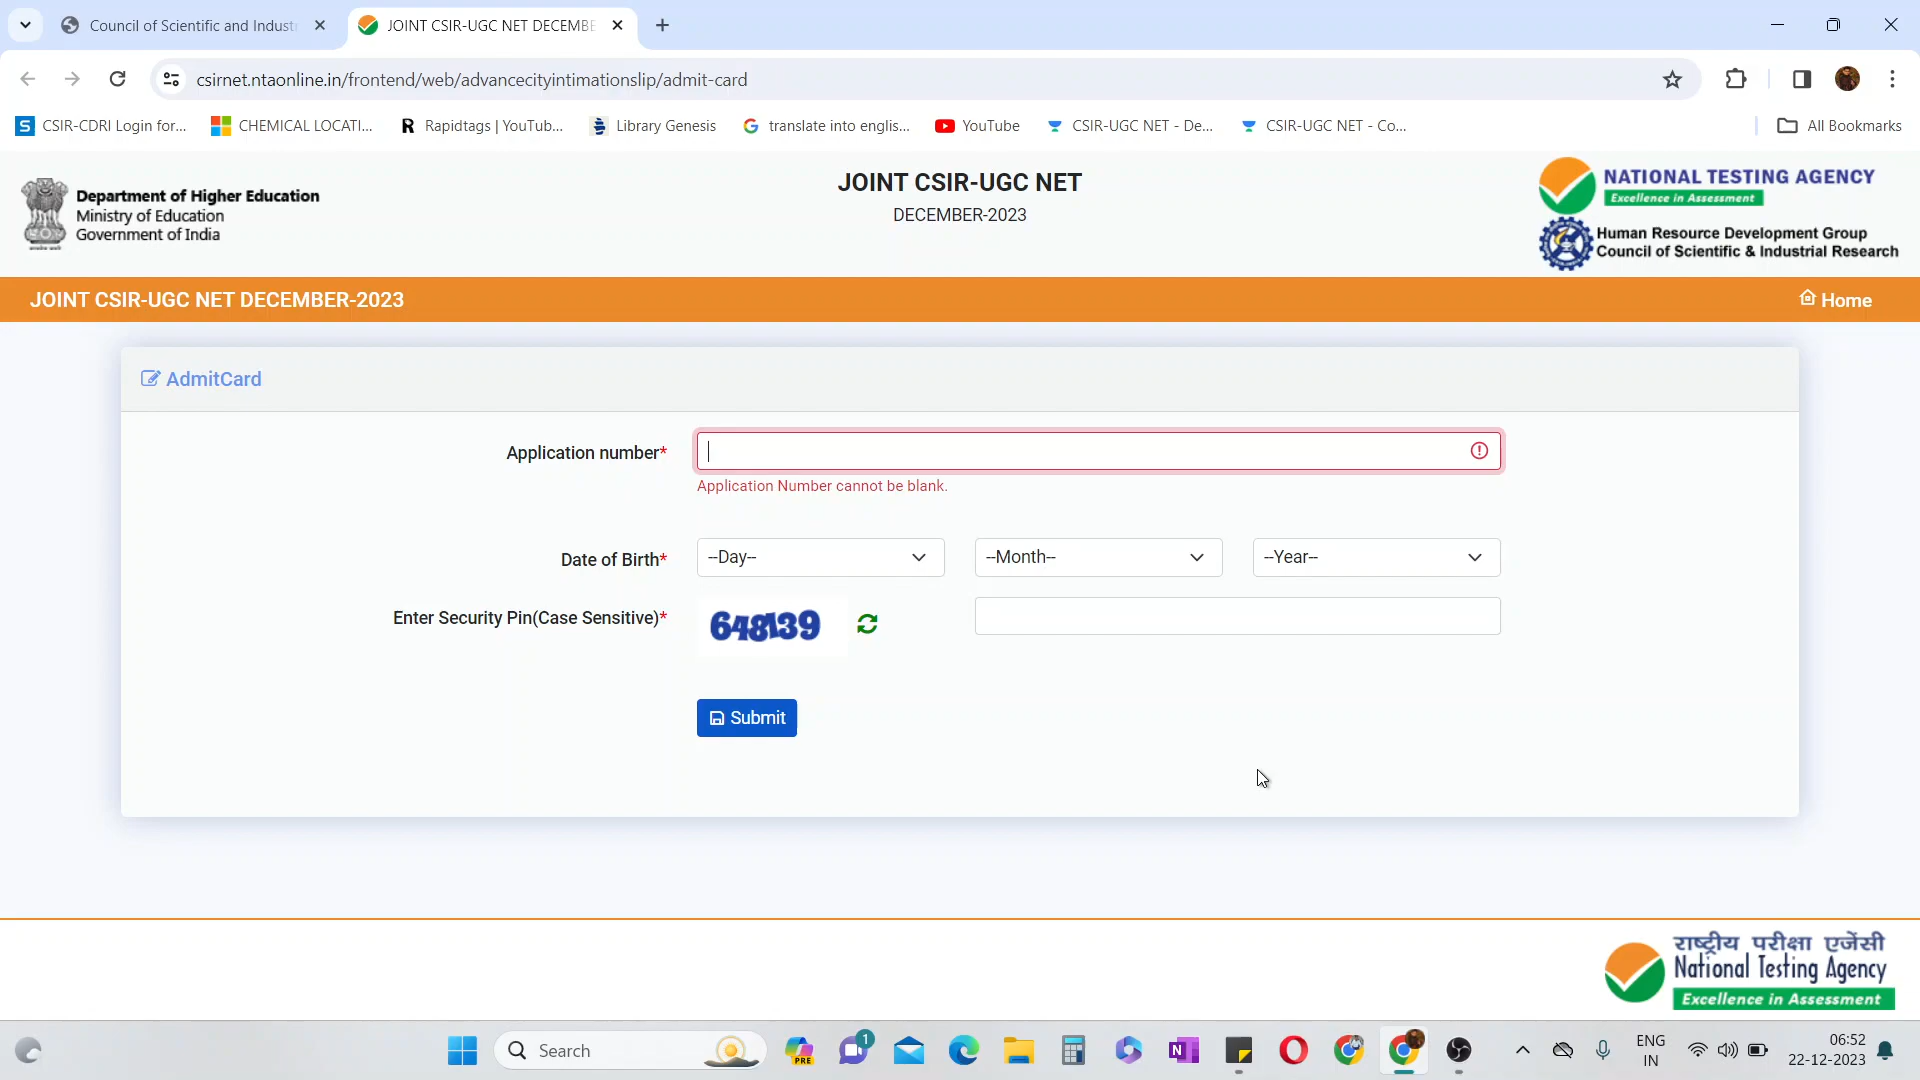 Council of Scientific and Indust
JOINT CSIR-UGC NET DECEMBE
csirnet.ntaonline.in/frontend/web/advancecityintimationslip/admit-card
CSIR-CDRI Login for...
CHEMICAL LOCATI...
Rapidtags | YouTub...
Library Genesis
translate into englis...
YouTube
CSIR-UGC NET - De...
CSIR-UGC NET - Co...
All Bookmarks
Department of Higher Education
Ministry of Education
Government of India
JOINT CSIR-UGC NET
DECEMBER-2023
NATIONAL TESTING AGENCY
Excellence in Assessment
Human Resource Development Group
Council of Scientific & Industrial Research
JOINT CSIR-UGC NET DECEMBER-2023
Home
AdmitCard
Application number*
Application Number cannot be blank.
Date of Birth*
--Day--
--Month--
--Year--
Enter Security Pin(Case Sensitive)*
648139
Submit
राष्ट्रीय परीक्षा एजेंसी
National Testing Agency
Excellence in Assessment
Search
PRE
1
N
ENG
IN
06:52
22-12-2023